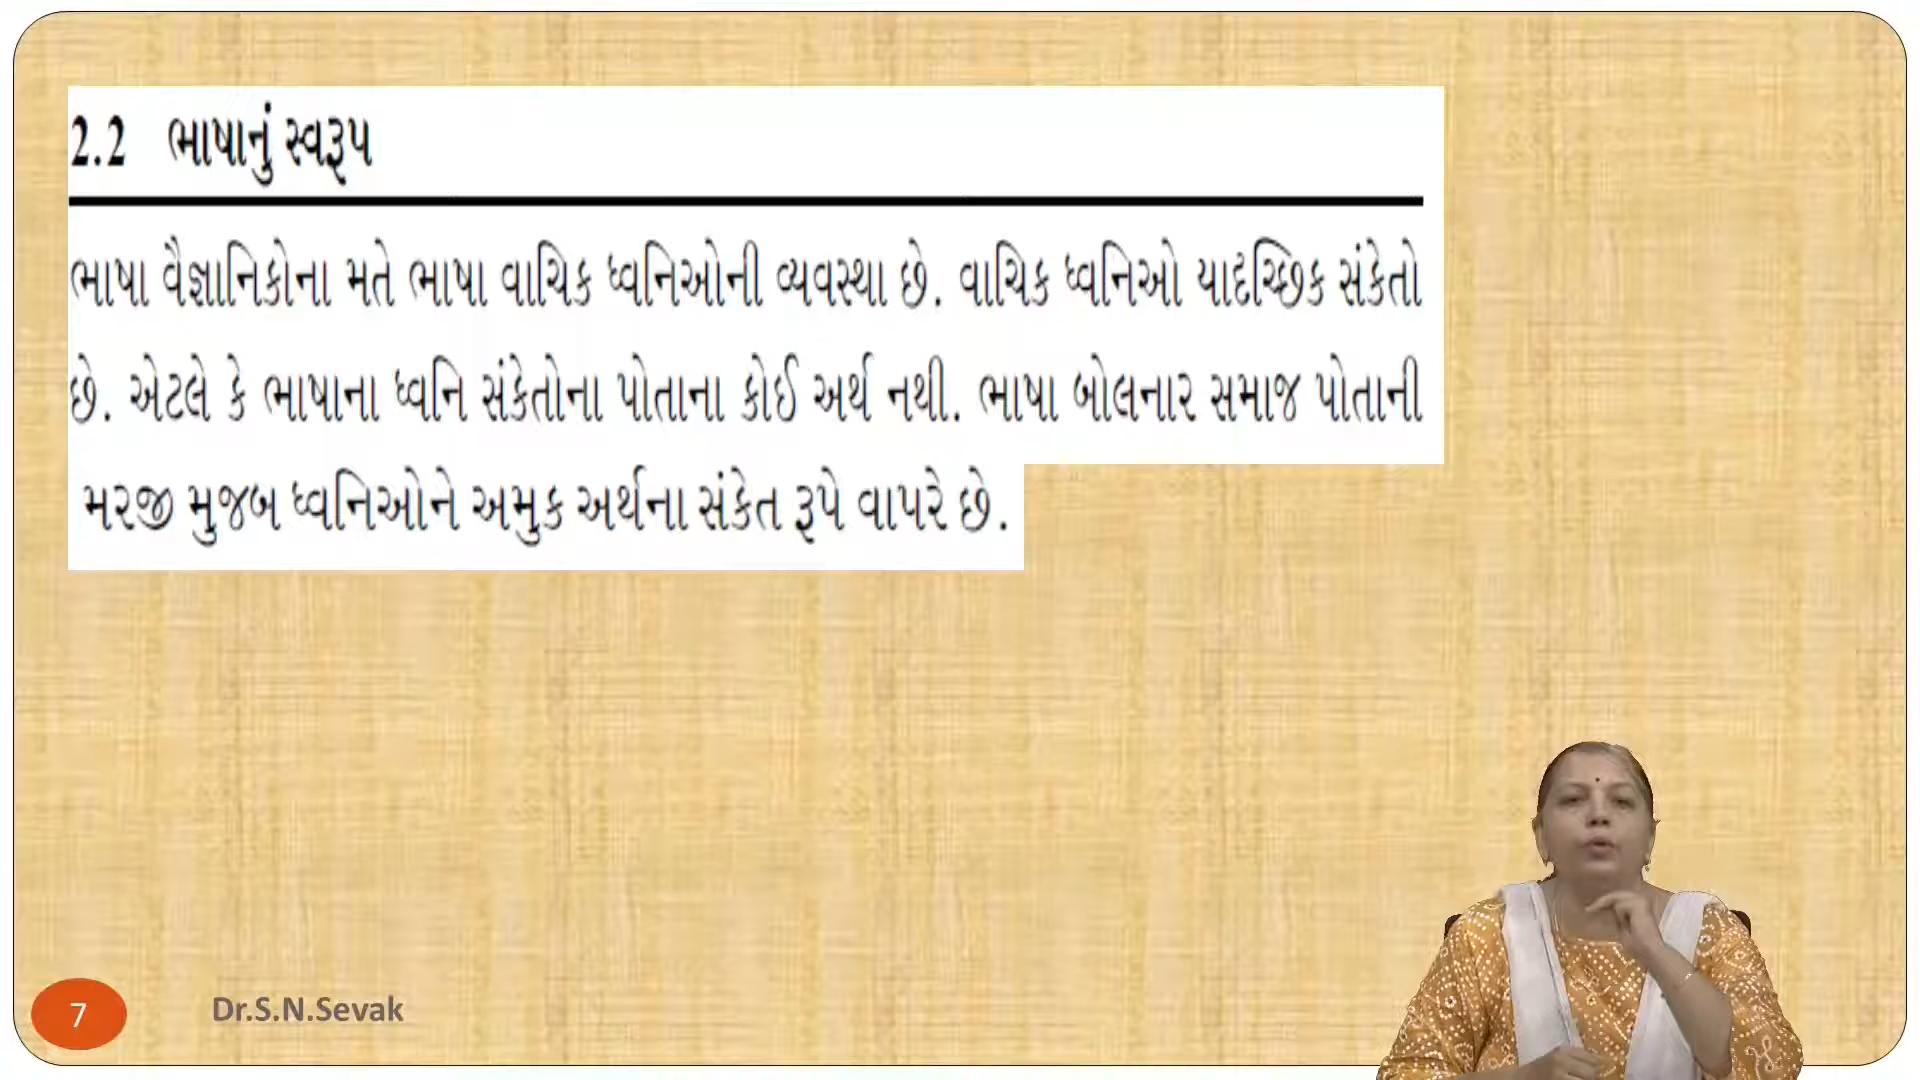 2.2 ભાષાનું સ્વરૂપ
ભાષા વૈજ્ઞાનિકોના મતે ભાષા વાચિક ધ્વનિઓની વ્યવસ્થા છે. વાચિક ધ્વનિઓ યાદચ્છિક સંકેતો
છે. એટલે કે ભાષાના ધ્વનિ સંકેતોના પોતાના કોઈ અર્થ નથી. ભાષા બોલનાર સમાજ પોતાની
મરજી મુજબ ધ્વનિઓને અમુક અર્થના સંકેત રૂપે વાપરે છે.
7 Dr.S.N.Sevak